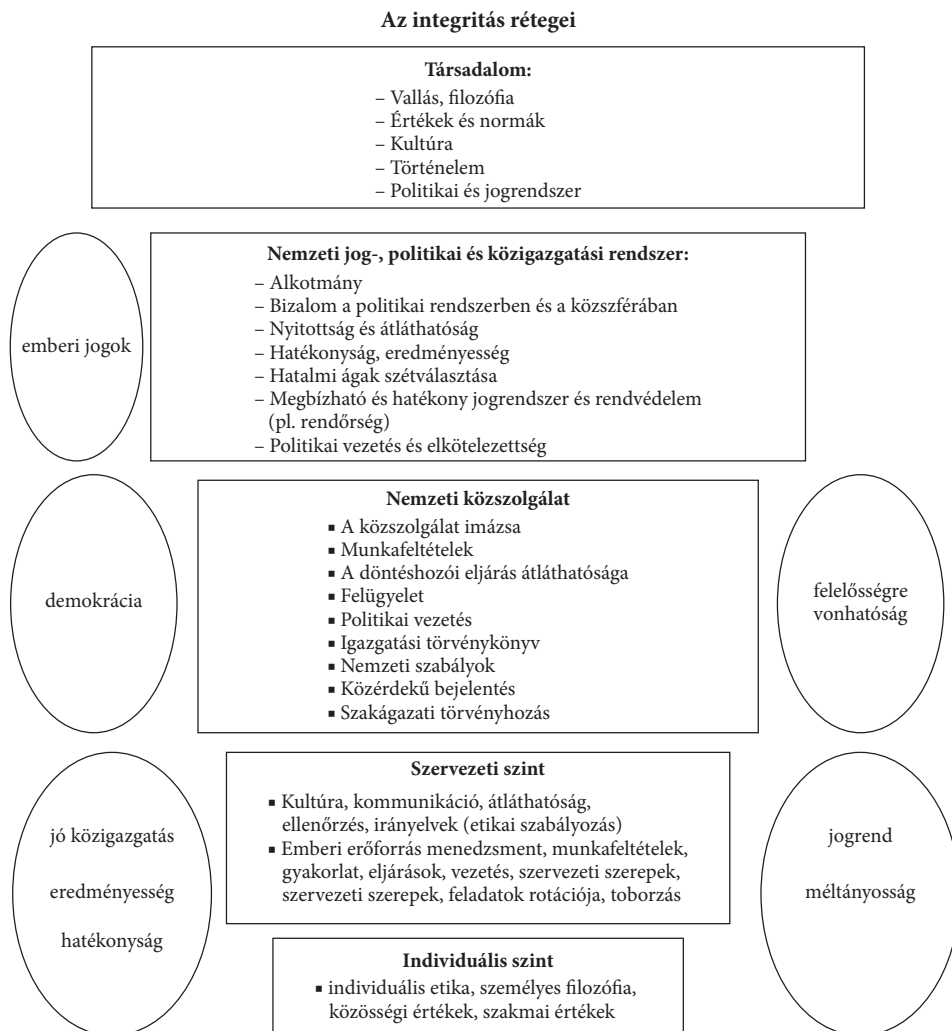 Az integritás rétegei
Társadalom:
– Vallás, filozófia
– Értékek és normák
– Kultúra
– Történelem
– Politikai és jogrendszer
emberi jogok
Nemzeti jog-, politikai és közigazgatási rendszer:
– Alkotmány
– Bizalom a politikai rendszerben és a közszférában
– Nyitottság és átláthatóság
– Hatékonyság, eredményesség
– Hatalmi ágak szétválasztása
– Megbízható és hatékony jogrendszer és rendvédelem
(pl. rendőrség)
– Politikai vezetés és elkötelezettség
demokrácia
Nemzeti közszolgálat
▪ A közszolgálat imázsa
▪ Munkafeltételek
▪ A döntéshozói eljárás átláthatósága
▪ Felügyelet
▪ Politikai vezetés
▪ Igazgatási törvénykönyv
▪ Nemzeti szabályok
▪ Közérdekű bejelentés
▪ Szakágazati törvényhozás
felelősségre
vonhatóság
jó közigazgatás
eredményesség
hatékonyság
Szervezeti szint
▪ Kultúra, kommunikáció, átláthatóság,
ellenőrzés, irányelvek (etikai szabályozás)
▪ Emberi erőforrás menedzsment, munkafeltételek,
gyakorlat, eljárások, vezetés, szervezeti szerepek,
szervezeti szerepek, feladatok rotációja, toborzás
jogrend
méltányosság
Individuális szint
▪ individuális etika, személyes filozófia,
közösségi értékek, szakmai értékek